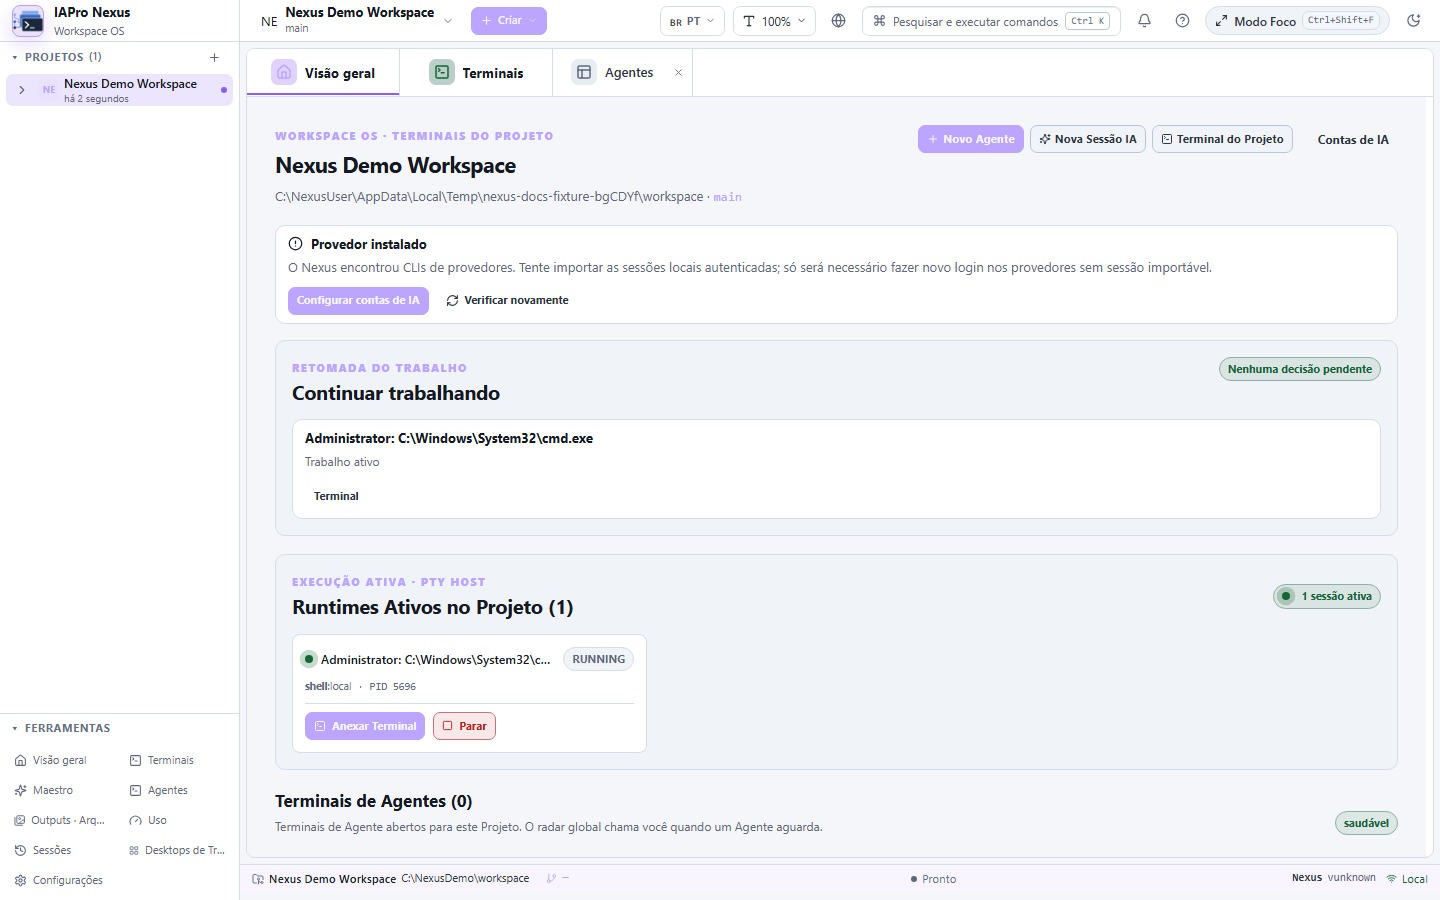 IAPro Nexus
Workspace OS
NE
Nexus Demo Workspace
main
Criar
BR PT
100%
Pesquisar e executar comandos
Ctrl K
Modo Foco
Ctrl+Shift+F
PROJETOS (1)
NE
Nexus Demo Workspace
há 2 segundos
Visão geral
Terminais
Agentes
WORKSPACE OS · TERMINAIS DO PROJETO
Nexus Demo Workspace
C:\NexusUser\AppData\Local\Temp\nexus-docs-fixture-bgCDYf\workspace · main
Novo Agente
Nova Sessão IA
Terminal do Projeto
Contas de IA
Provedor instalado
O Nexus encontrou CLIs de provedores. Tente importar as sessões locais autenticadas; só será necessário fazer novo login nos provedores sem sessão importável.
Configurar contas de IA
Verificar novamente
RETOMADA DO TRABALHO
Continuar trabalhando
Nenhuma decisão pendente
Administrator: C:\Windows\System32\cmd.exe
Trabalho ativo
Terminal
EXECUÇÃO ATIVA · PTY HOST
Runtimes Ativos no Projeto (1)
1 sessão ativa
Administrator: C:\Windows\System32\c...
RUNNING
shell:local · PID 5696
Anexar Terminal
Parar
Terminais de Agentes (0)
Terminais de Agente abertos para este Projeto. O radar global chama você quando um Agente aguarda.
saudável
FERRAMENTAS
Visão geral
Terminais
Maestro
Agentes
Outputs · Arq...
Uso
Sessões
Desktops de Tr...
Configurações
Nexus Demo Workspace C:\NexusDemo\workspace
—
Pronto
Nexus vunknown
Local